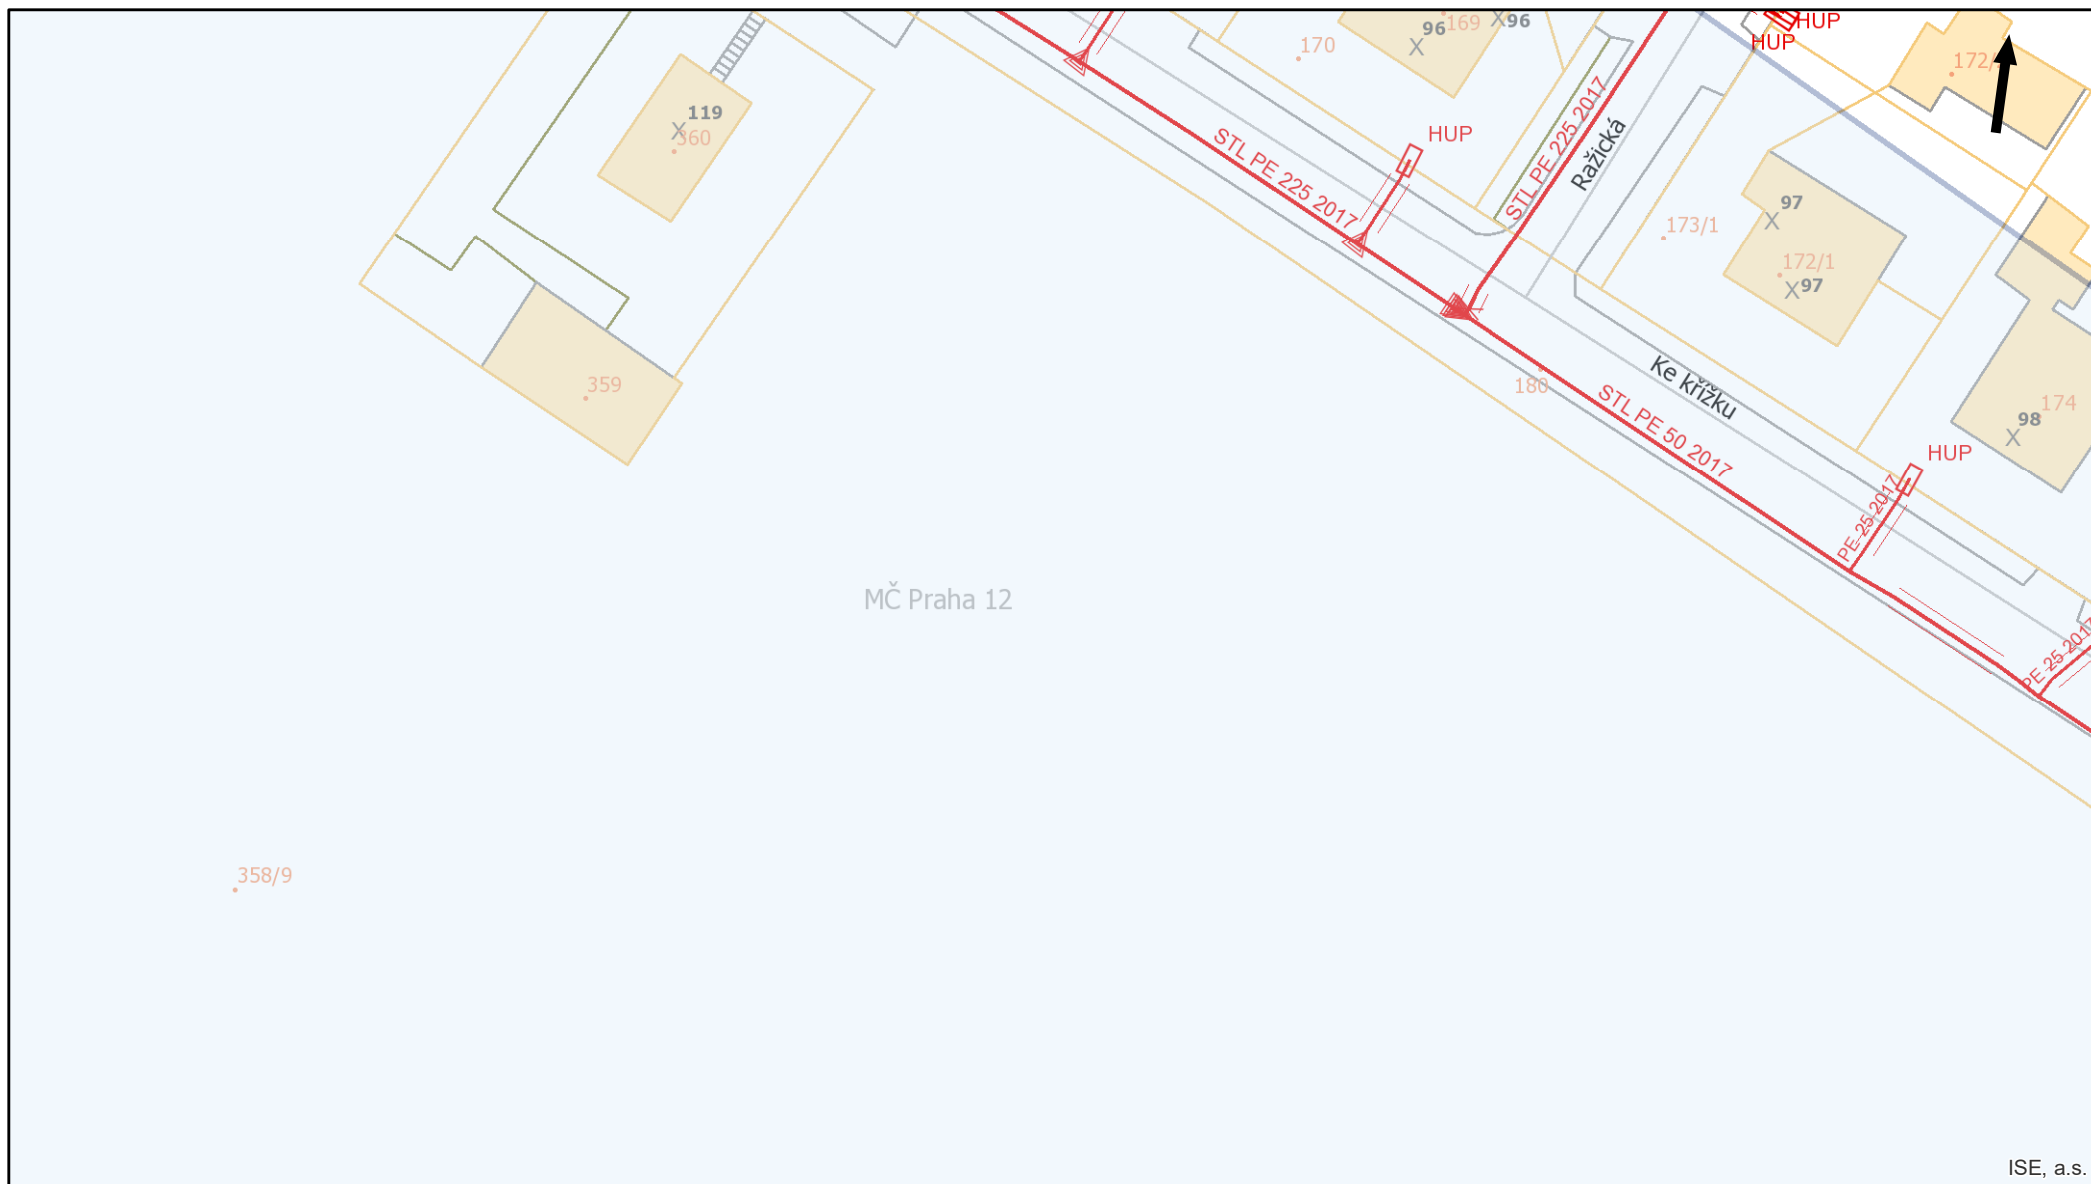 HUP
HUP
169
96
96
170
172/
119
360
HUP
STL PE 225 2017
STL PE 225 2017
Ražická
97
173/1
172/1
97
359
180
Ke křížku
STL PE 50 2017
174
98
HUP
PE 25 2017
MČ Praha 12
PE 25 2017
358/9
ISE, a.s.